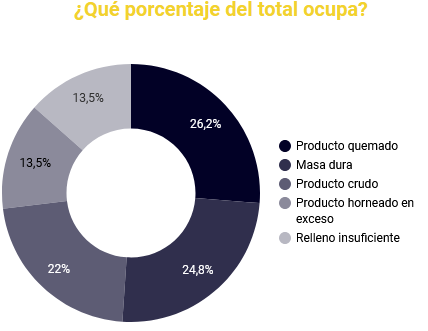 ¿Qué porcentaje del total ocupa?
13,5%
26,2%
13,5%
22%
24,8%
Producto quemado
Masa dura
Producto crudo
Producto horneado en
exceso
Relleno insuficiente